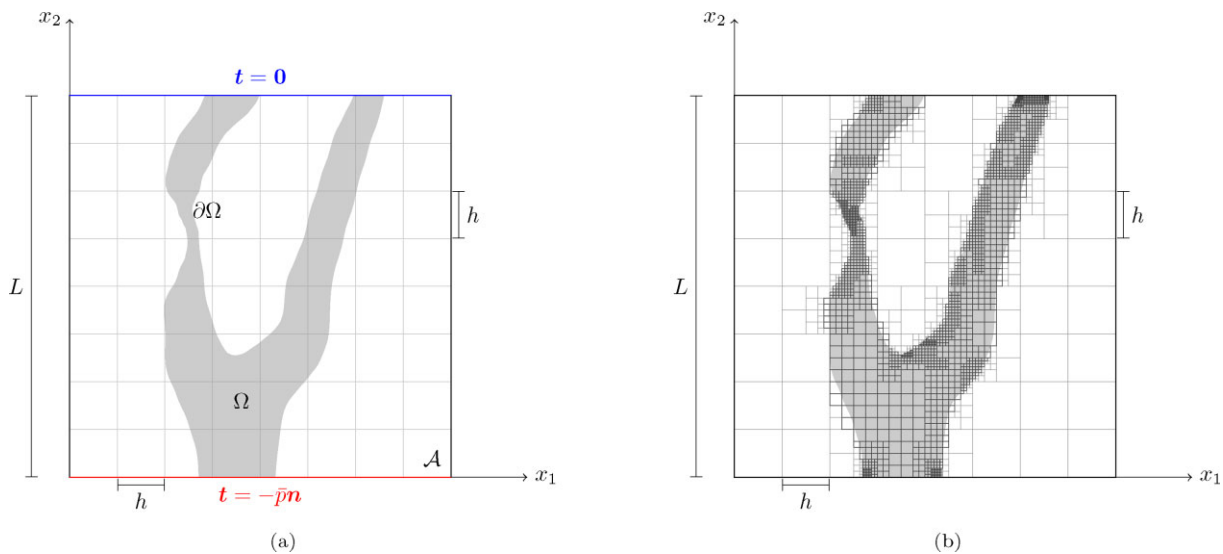 x₂
t = 0
∂Ω
h
L
Ω
𝒜
x₁
h
t = −p̄n
(a)
x₂
h
L
x₁
h
(b)